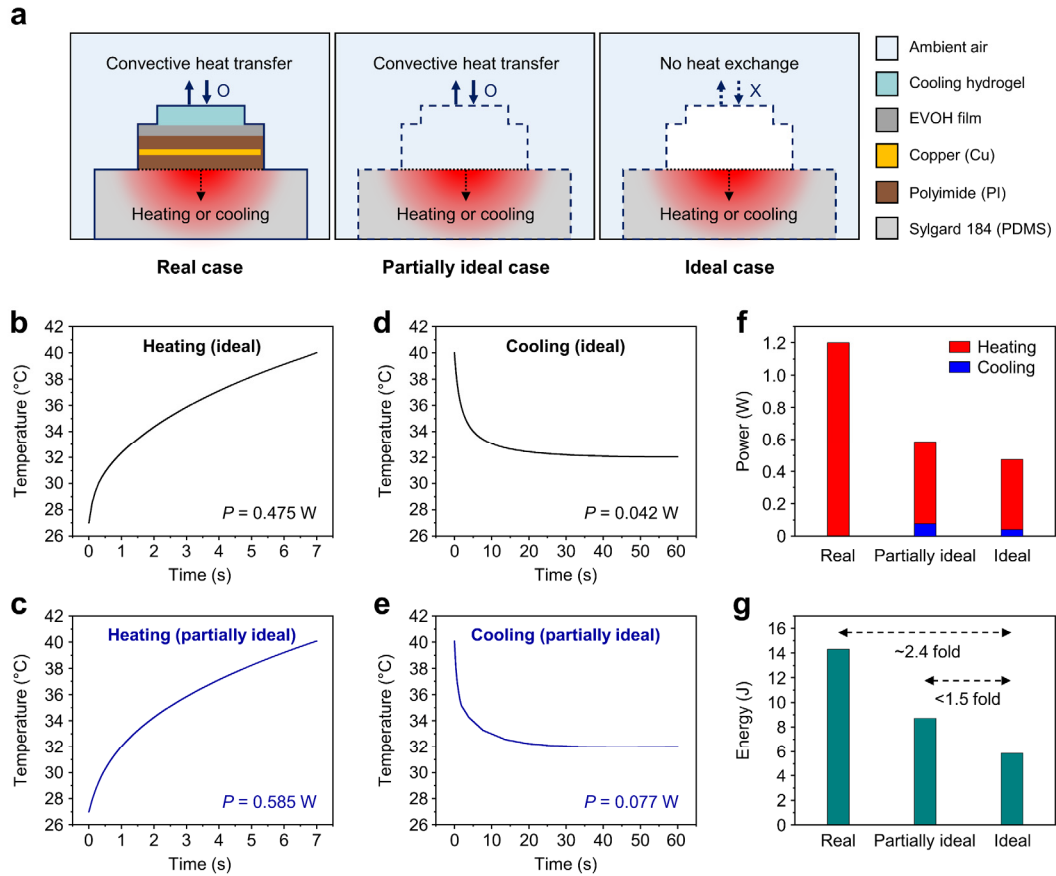 a
Convective heat transfer
O
Heating or cooling
Real case
Convective heat transfer
O
Heating or cooling
Partially ideal case
No heat exchange
X
Heating or cooling
Ideal case
Ambient air
Cooling hydrogel
EVOH film
Copper (Cu)
Polyimide (PI)
Sylgard 184 (PDMS)
b
Heating (ideal)
Temperature (°C)
42
40
38
36
34
32
30
28
26
P = 0.475 W
0 1 2 3 4 5 6 7
Time (s)
d
Cooling (ideal)
Temperature (°C)
42
40
38
36
34
32
30
28
26
P = 0.042 W
0 10 20 30 40 50 60
Time (s)
f
Heating
Cooling
Power (W)
1.2
1.0
0.8
0.6
0.4
0.2
0
Real Partially ideal Ideal
c
Heating (partially ideal)
Temperature (°C)
42
40
38
36
34
32
30
28
26
P = 0.585 W
0 1 2 3 4 5 6 7
Time (s)
e
Cooling (partially ideal)
Temperature (°C)
42
40
38
36
34
32
30
28
26
P = 0.077 W
0 10 20 30 40 50 60
Time (s)
g
~2.4 fold
<1.5 fold
Energy (J)
16
14
12
10
8
6
4
2
0
Real Partially ideal Ideal